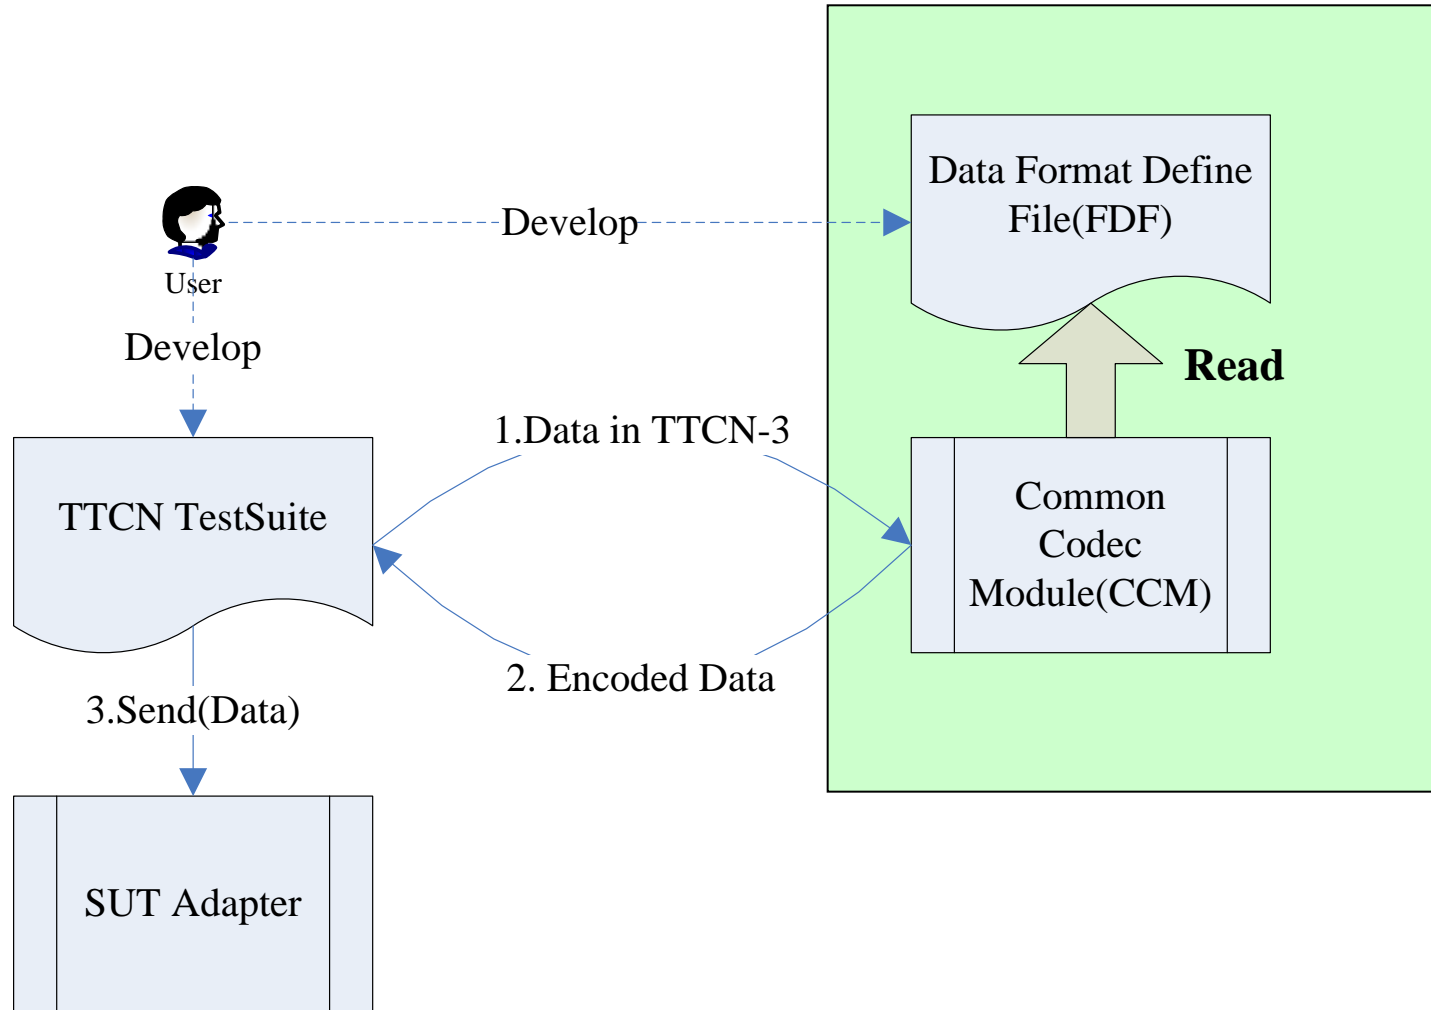 Data Format Define
File(FDF)
Develop
User
Develop
Read
1.Data in TTCN-3
TTCN TestSuite
Common
Codec
Module(CCM)
2. Encoded Data
3.Send(Data)
SUT Adapter